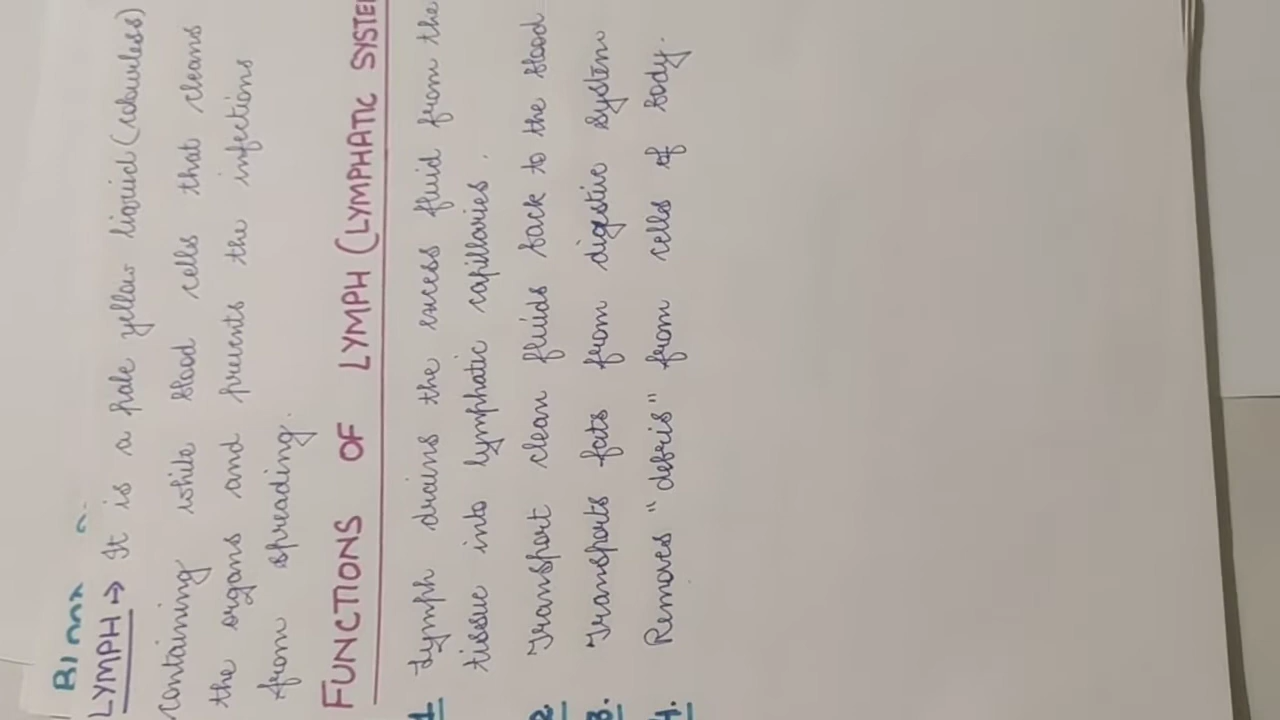 LYMPH → It is a pale yellow liquid (colourless)
containing while blood cells that cleans
the organs and prevents the infections
from spreading.
FUNCTIONS OF LYMPH (LYMPHATIC SYSTE
1 Lymph drains the excess fluid from the
tissue into lymphatic capillaries.
2 Transport clean fluids back to the blood
3. Transports fats from digestive system
4. Removes "debris" from cells of body.